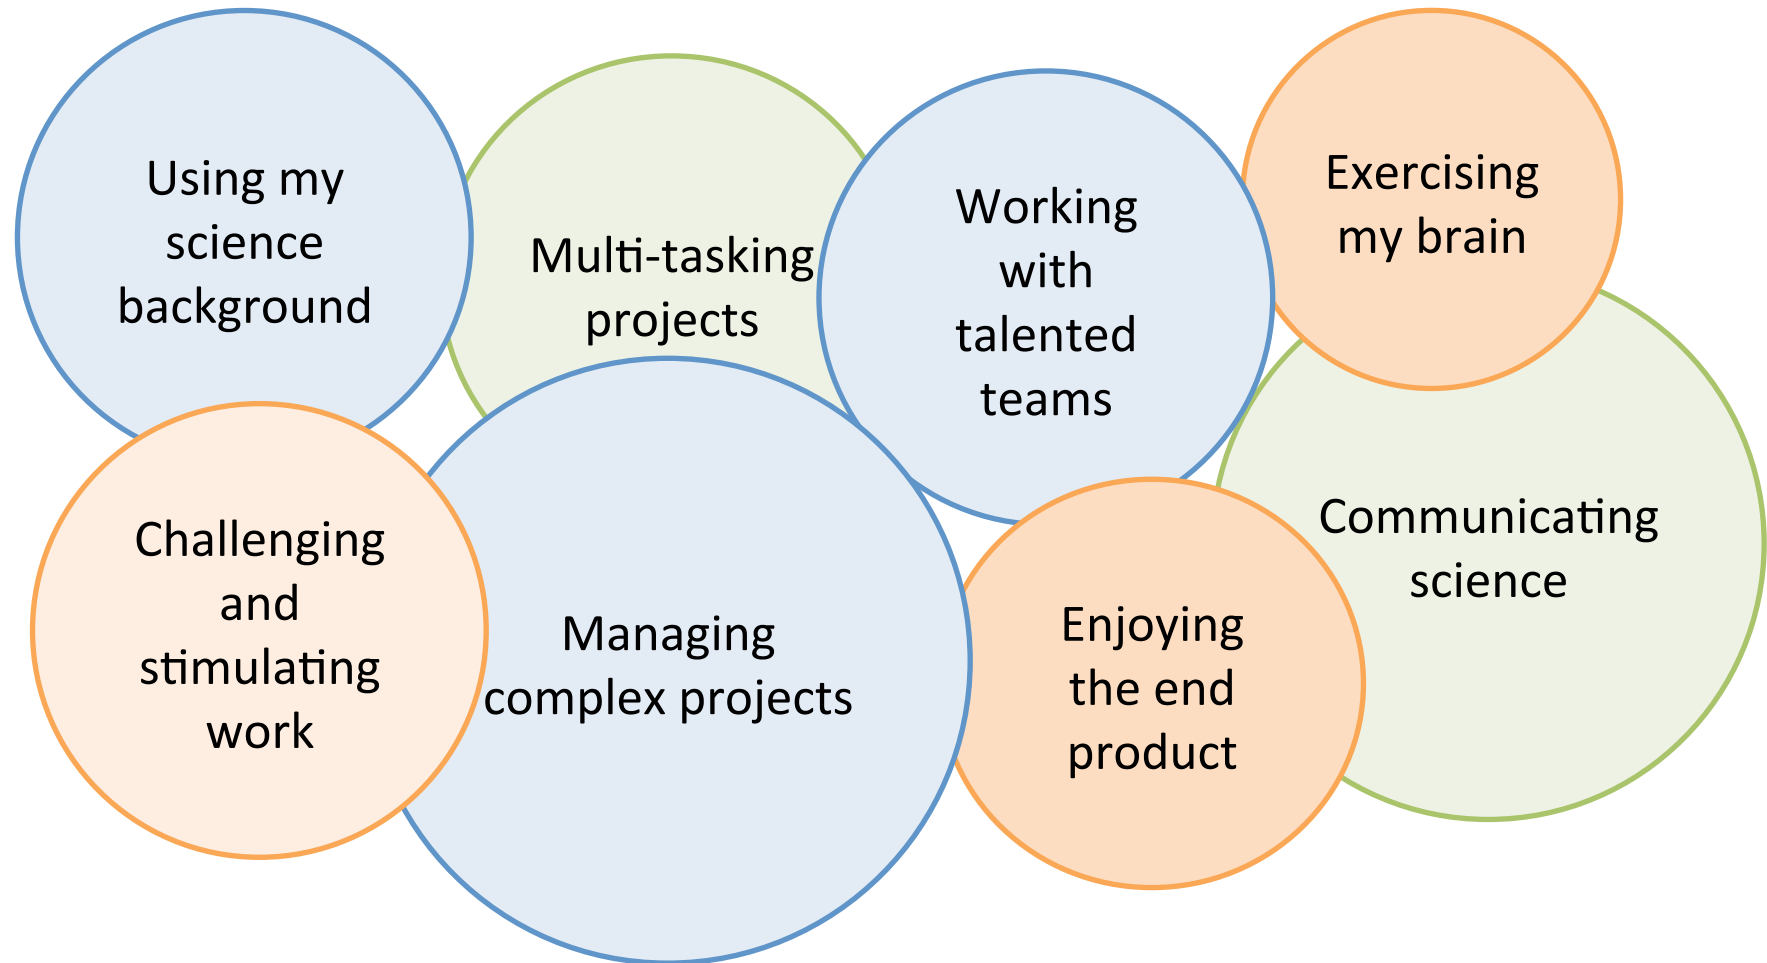 Using my
science
background
Multi-tasking
projects
Working
with
talented
teams
Exercising
my brain
Challenging
and
stimulating
work
Managing
complex projects
Enjoying
the end
product
Communicating
science